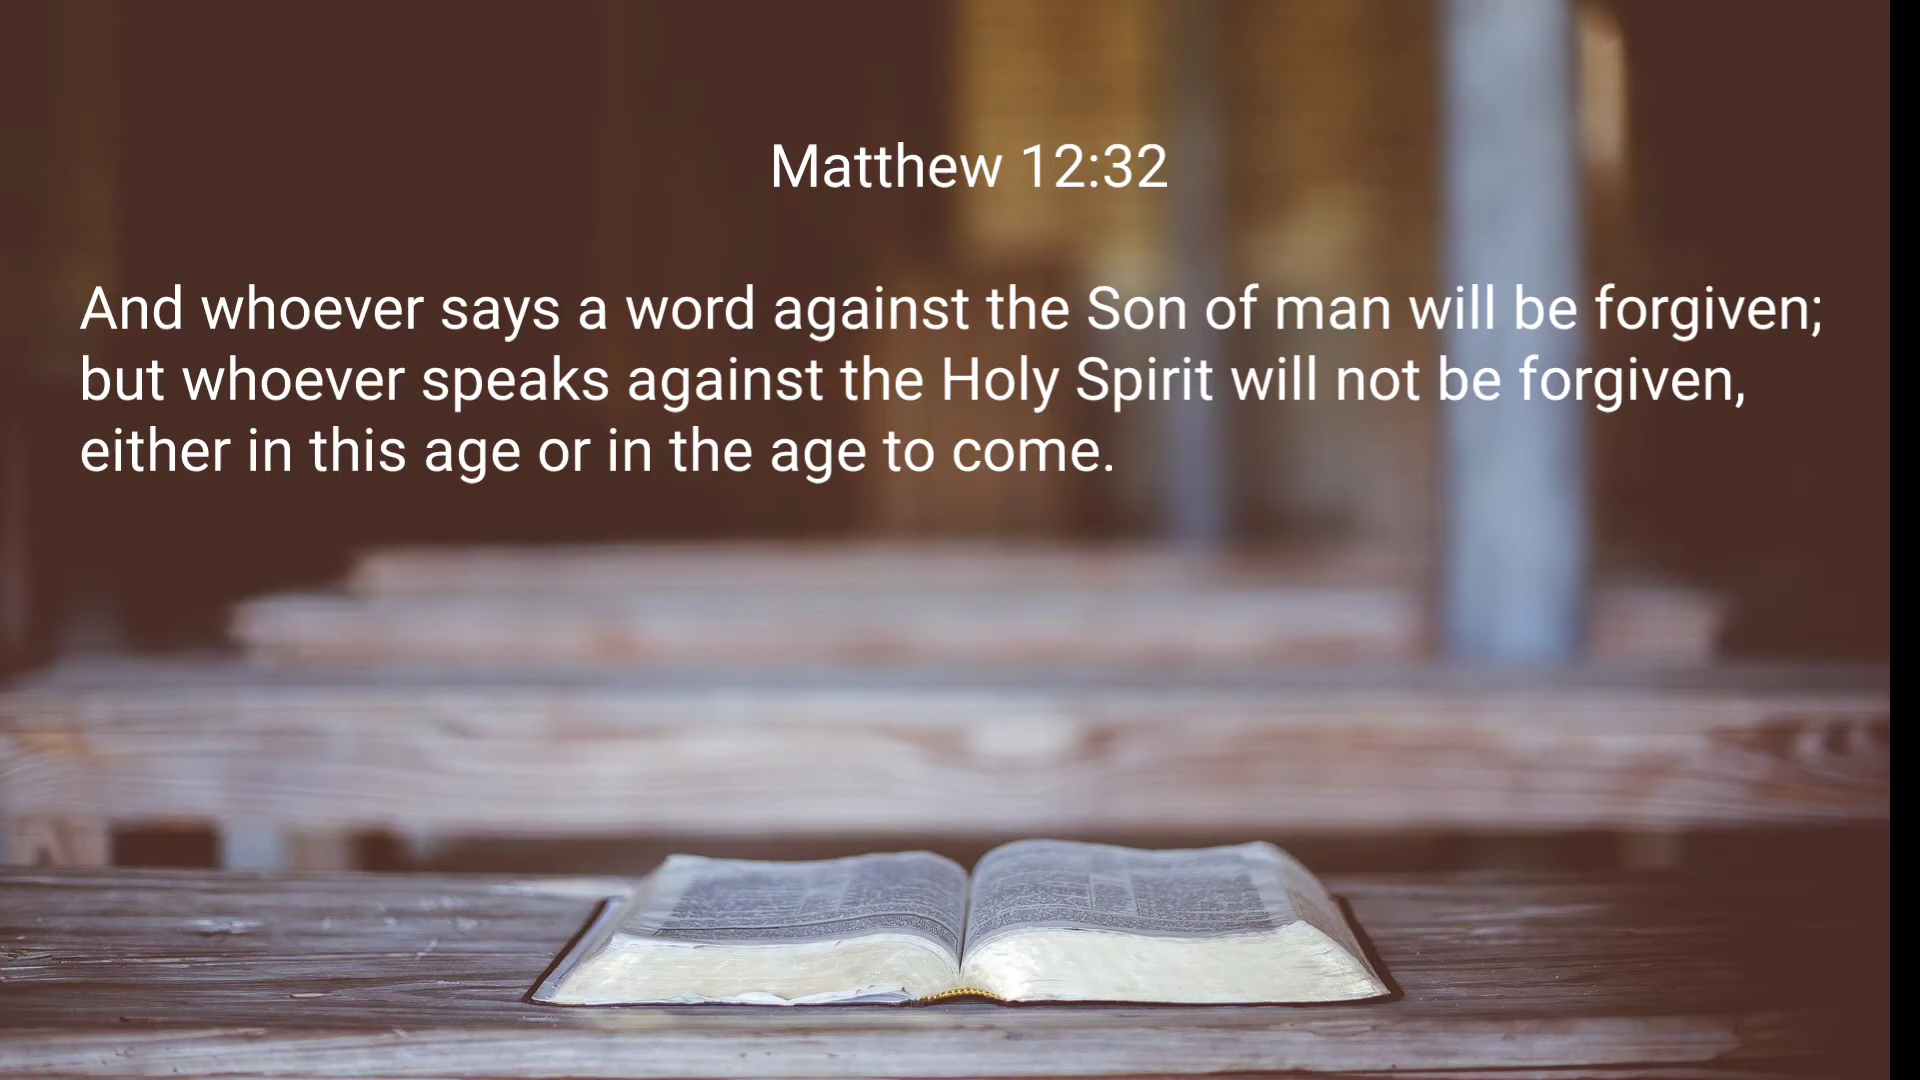 Matthew 12:32
And whoever says a word against the Son of man will be forgiven;
but whoever speaks against the Holy Spirit will not be forgiven,
either in this age or in the age to come.